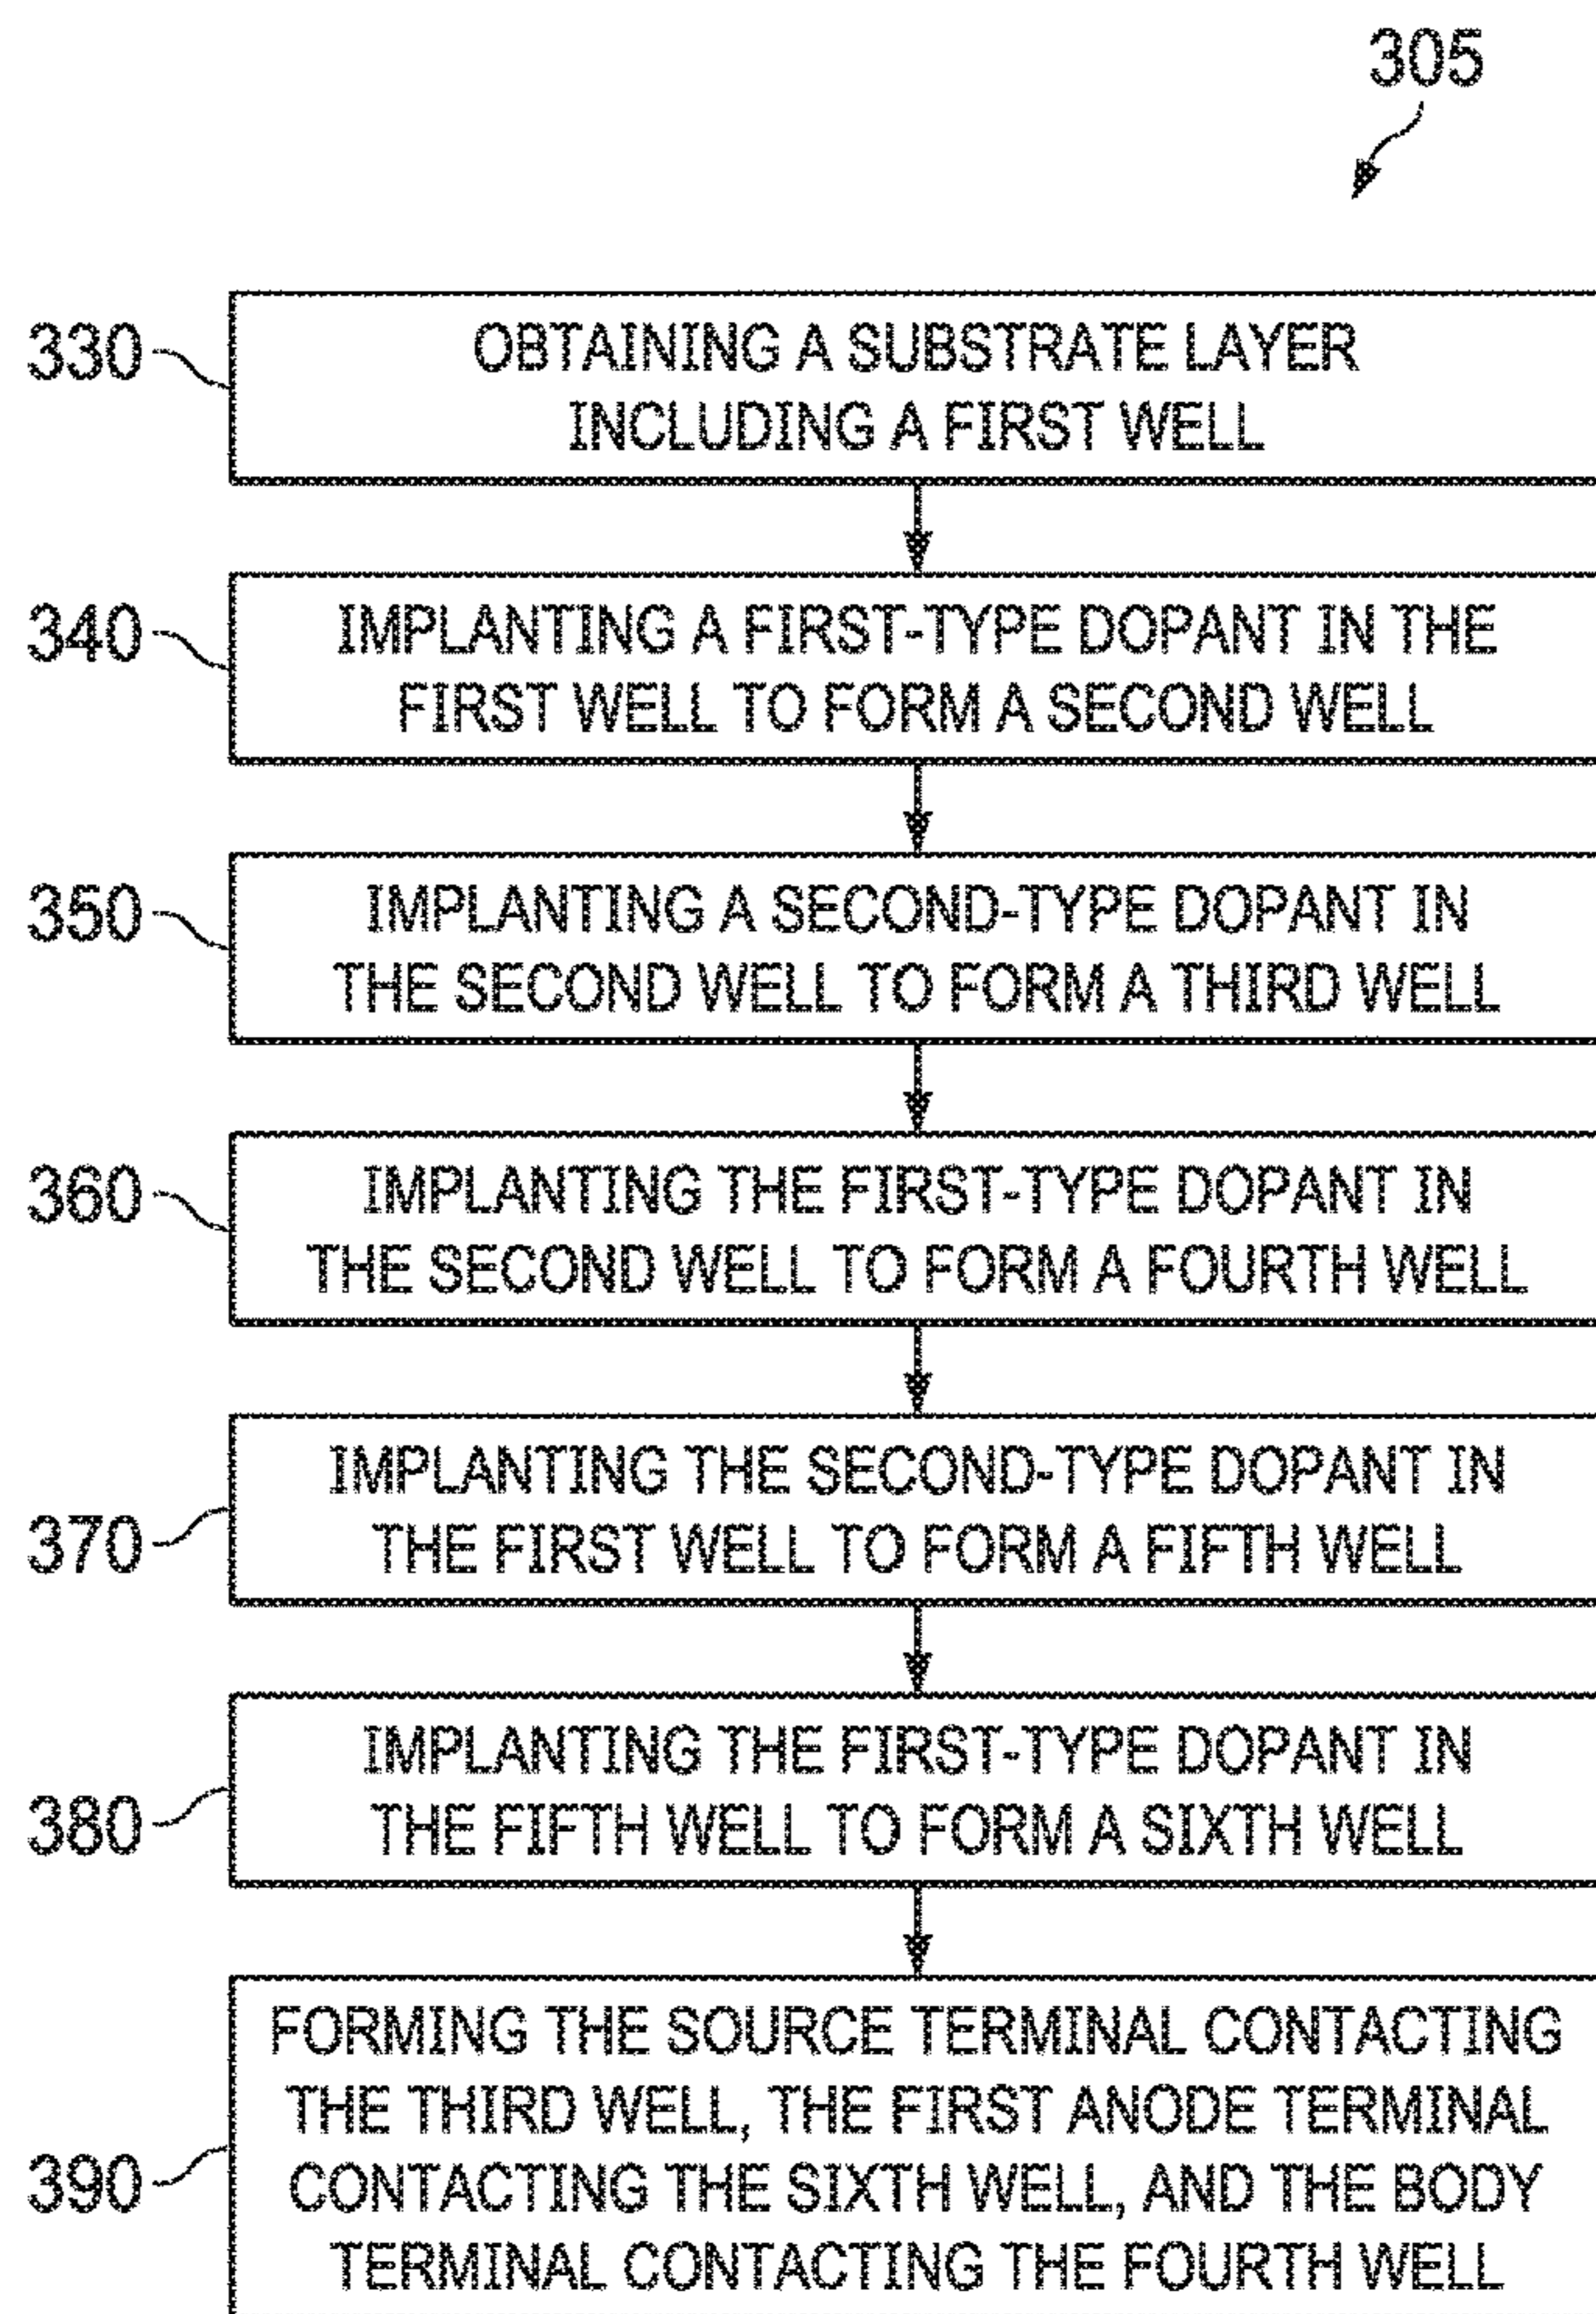 305
330
OBTAINING A SUBSTRATE LAYER
INCLUDING A FIRST WELL
340
IMPLANTING A FIRST-TYPE DOPANT IN THE
FIRST WELL TO FORM A SECOND WELL
350
IMPLANTING A SECOND-TYPE DOPANT IN
THE SECOND WELL TO FORM A THIRD WELL
360
IMPLANTING THE FIRST-TYPE DOPANT IN
THE SECOND WELL TO FORM A FOURTH WELL
370
IMPLANTING THE SECOND-TYPE DOPANT IN
THE FIRST WELL TO FORM A FIFTH WELL
380
IMPLANTING THE FIRST-TYPE DOPANT IN
THE FIFTH WELL TO FORM A SIXTH WELL
390
FORMING THE SOURCE TERMINAL CONTACTING
THE THIRD WELL, THE FIRST ANODE TERMINAL
CONTACTING THE SIXTH WELL, AND THE BODY
TERMINAL CONTACTING THE FOURTH WELL